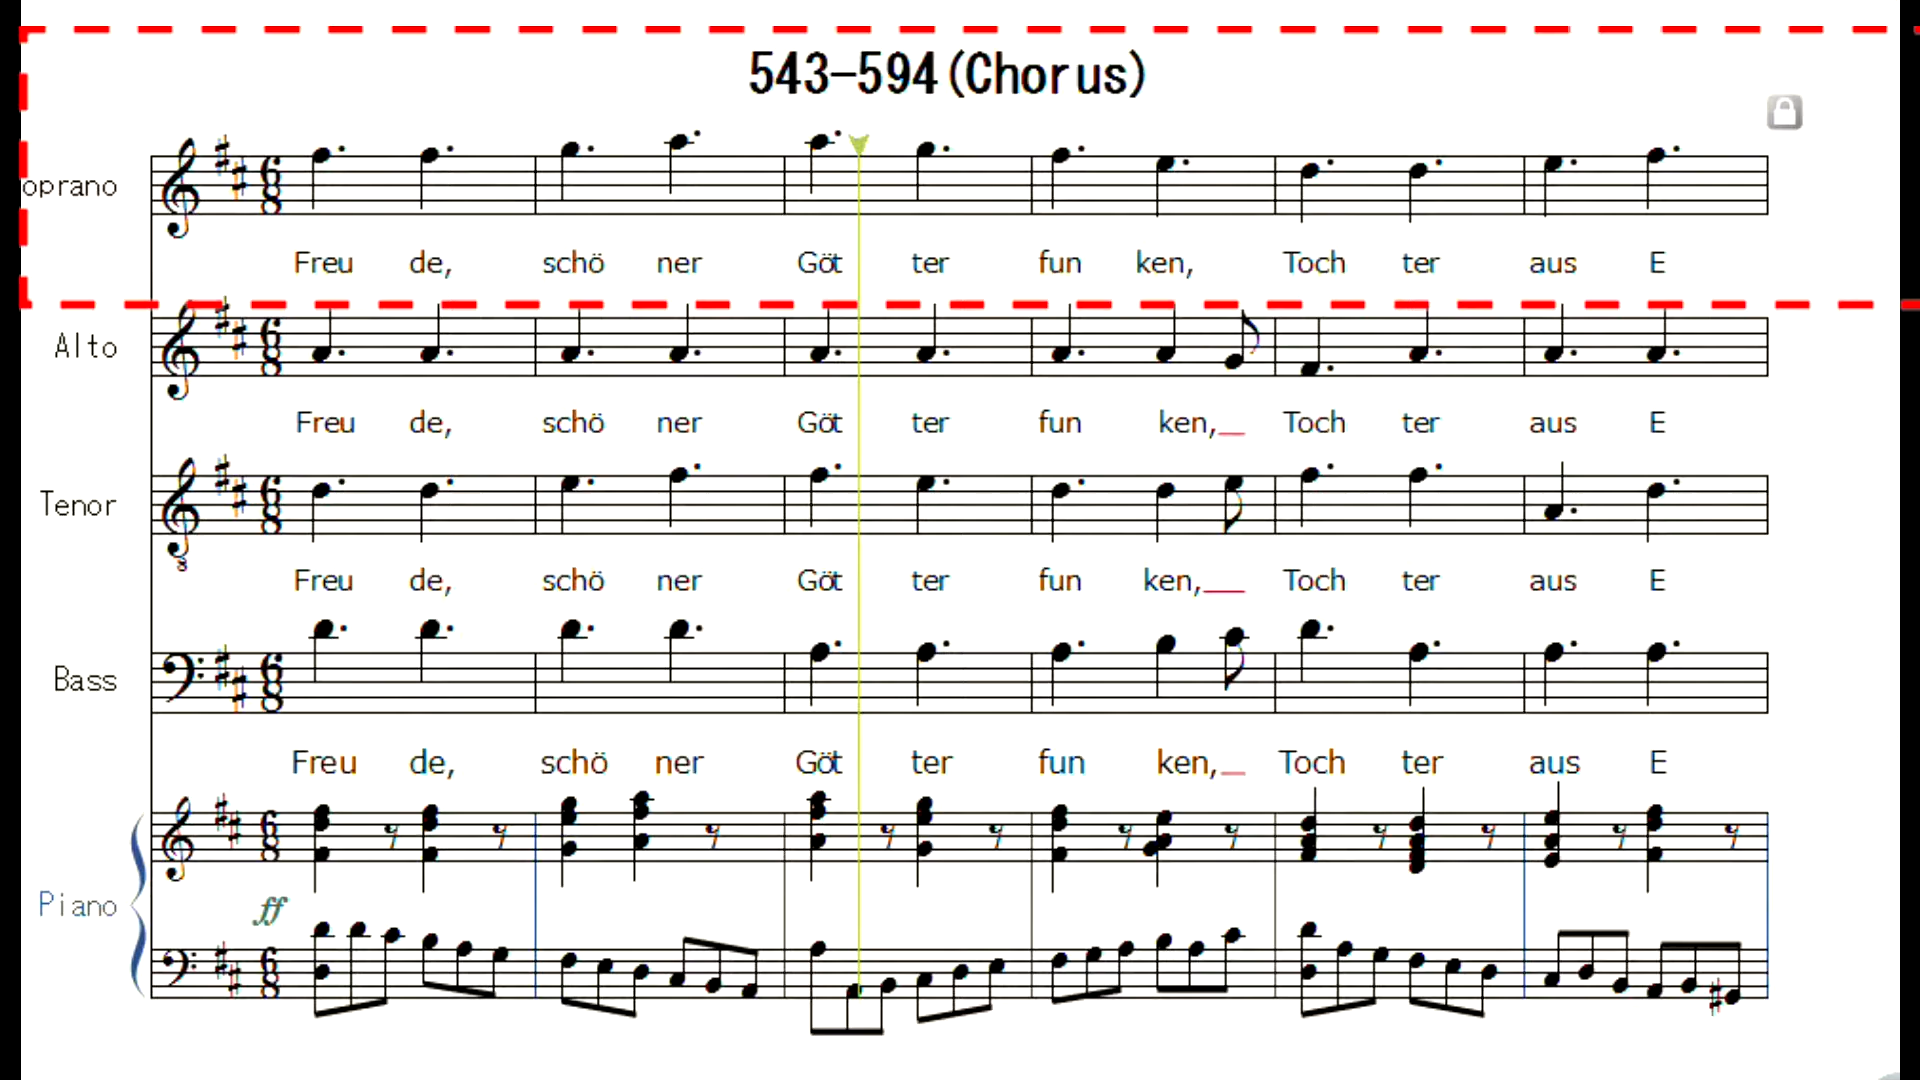 543-594(Chorus)
oprano
Freu de, schö ner Göt ter fun ken, Toch ter aus E
Alto
Freu de, schö ner Göt ter fun ken, Toch ter aus E
Tenor
Freu de, schö ner Göt ter fun ken, Toch ter aus E
Bass
Freu de, schö ner Göt ter fun ken, Toch ter aus E
Piano
ff